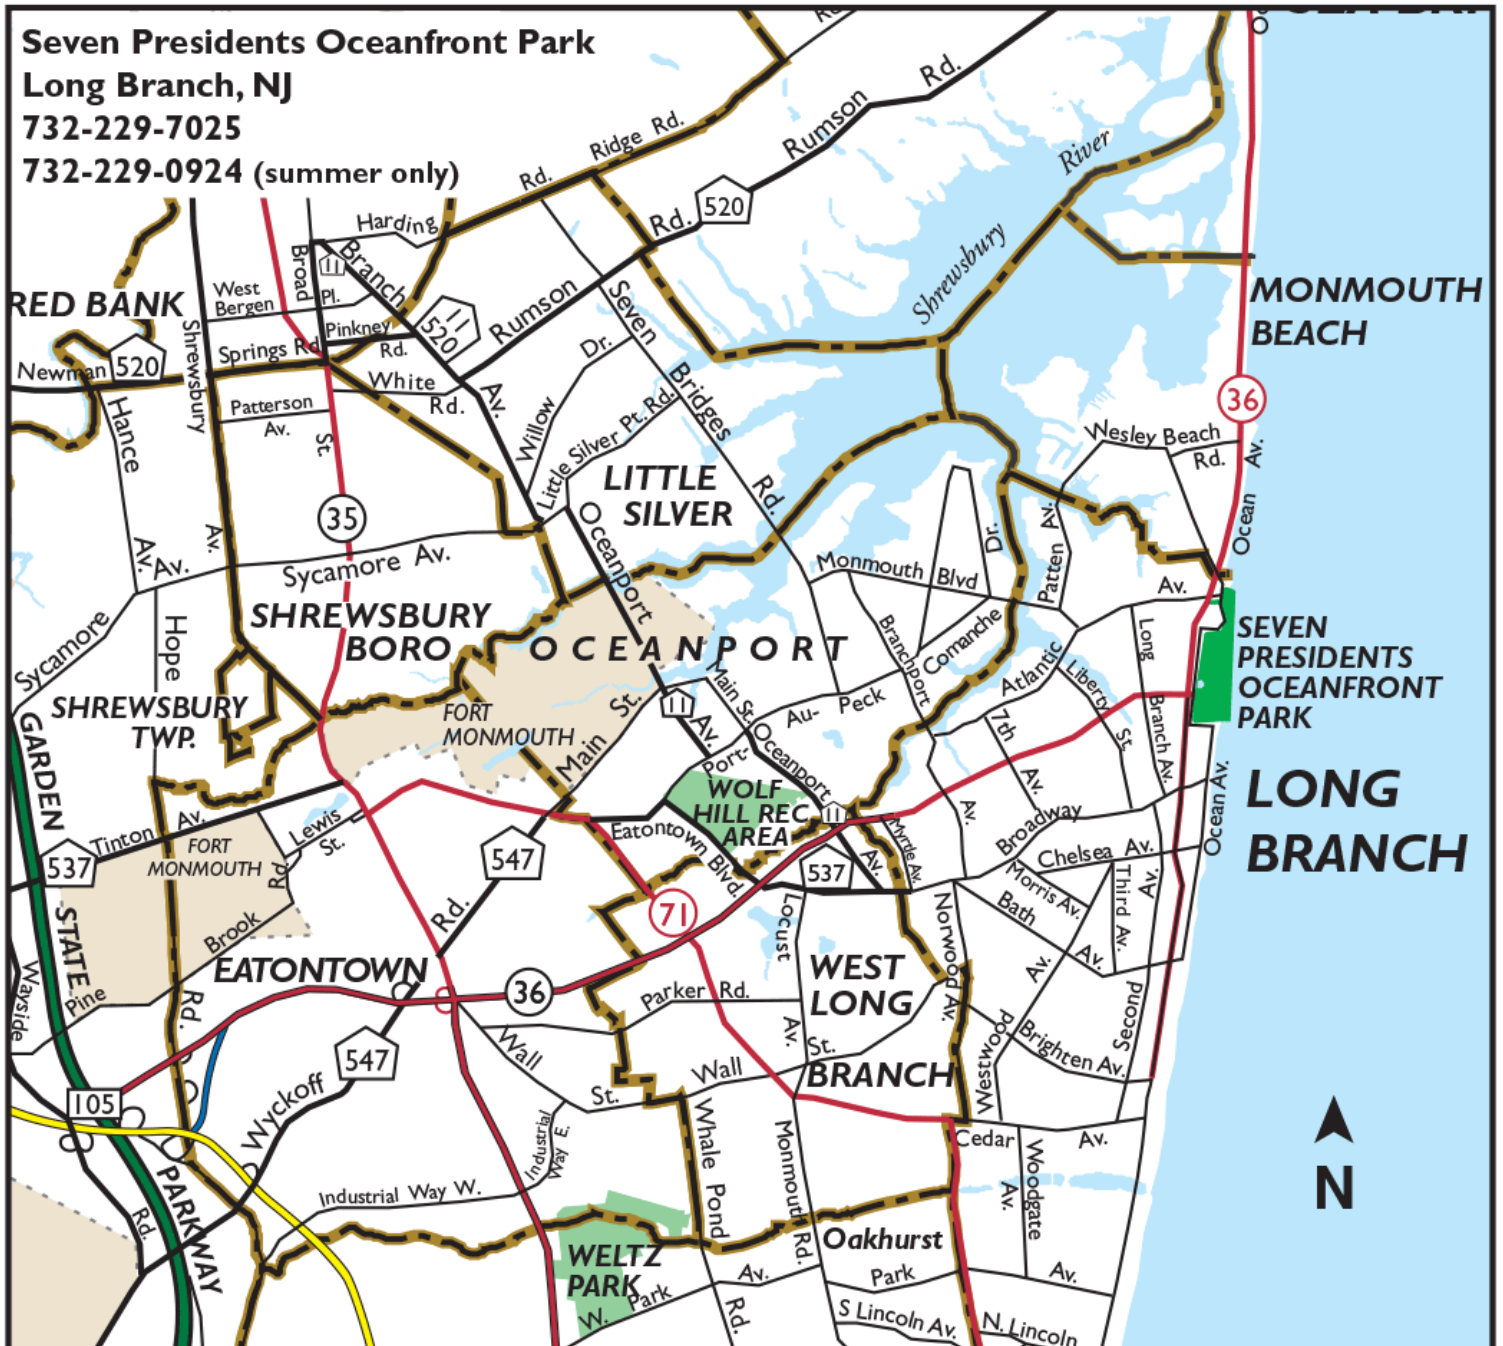 Seven Presidents Oceanfront Park
Long Branch, NJ
732-229-7025
732-229-0924 (summer only)
Ridge Rd.
Rd.
Rumson
Rd.
River
Shrewsbury
520
Rd.
Harding
Broad
11
Branch
Pl.
West
Bergen
RED BANK
Shrewsbury
11
520
Rumson
Seven
MONMOUTH
BEACH
Pinkney
Rd.
Springs Rd.
520
Newman
White
Rd.
Av.
Dr.
Willow
Bridges
Little Silver Pt. Rd.
Patterson
Av.
St.
Hance
36
Wesley Beach
Rd.
Av.
LITTLE
SILVER
Rd.
35
Av.
Ocean
Oceanport
Dr.
Av.
Patten
Av.
Av.
Sycamore Av.
Monmouth Blvd
Av.
SHREWSBURY
BORO
OCEANPORT
Sycamore
Hope
Branchport
Comanche
Long
SEVEN
PRESIDENTS
OCEANFRONT
PARK
Atlantic
Liberty
SHREWSBURY
TWP.
FORT
MONMOUTH
St.
Main
11
Av.
Main St.
Oceanport
Au-
Peck
Port-
7th
Av.
St.
Branch Av.
GARDEN
WOLF
HILL REC
AREA
11
LONG
BRANCH
Ocean Av.
Tinton
Av.
Lewis
St.
537
FORT
MONMOUTH
Rd.
547
Eatontown Blvd.
537
Av.
Myrtle Av.
Av.
Broadway
Chelsea Av.
Morris Av.
Bath
Av.
Third Av.
Av.
STATE
Brook
Rd.
71
Locust
Norwood Av.
WEST
LONG
BRANCH
EATONTOWN
36
Wayside
Pine
Rd.
Parker Rd.
Av.
St.
Av.
Second
547
Wall
St.
Wall
Westwood
Brighten Av.
105
Wyckoff
Industrial
Way E.
Whale Pond
Monmouth
Rd.
Cedar
Av.
Woodgate
Av.
N
PARKWAY
Rd.
Industrial Way W.
WELTZ
PARK
Oakhurst
W. Park
Av.
Rd.
Park
Av.
S Lincoln Av.
N. Lincoln